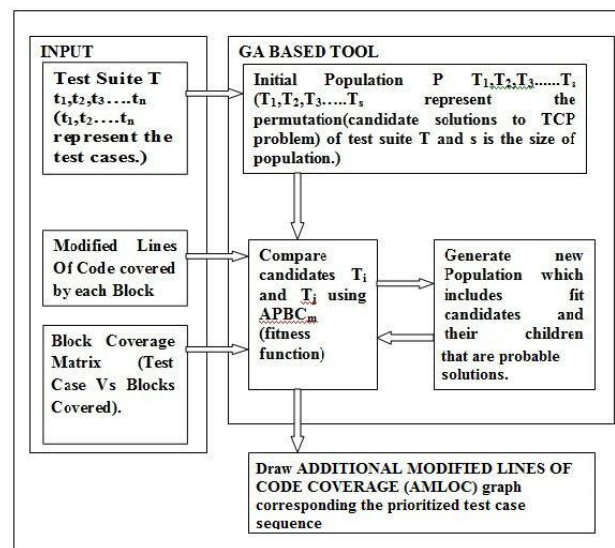 INPUT
Test Suite T
t1,t2,t3....tn
(t1,t2....tn
represent the
test cases.)
Modified Lines
Of Code covered
by each Block
Block Coverage
Matrix (Test
Case Vs Blocks
Covered).
GA BASED TOOL
Initial Population P T1,T2,T3......Ts
(T1,T2,T3.....Ts represent the
permutation(candidate solutions to TCP
problem) of test suite T and s is the size of
population.)
Compare
candidates Ti
and Tj using
APBCm
(fitness
function)
Generate new
Population which
includes fit
candidates and
their children
that are probable
solutions.
Draw ADDITIONAL MODIFIED LINES OF
CODE COVERAGE (AMLOC) graph
corresponding the prioritized test case
sequence